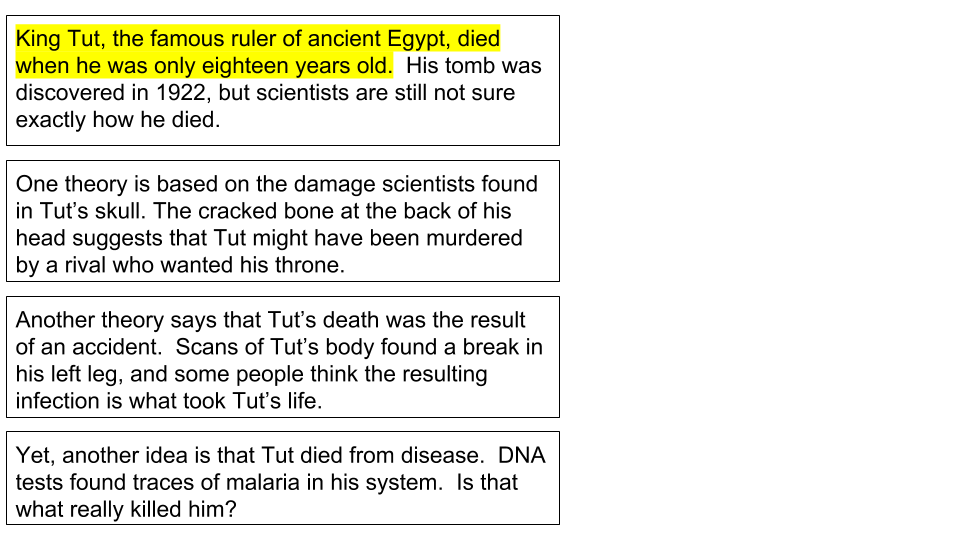 King Tut, the famous ruler of ancient Egypt, died
when he was only eighteen years old.  His tomb was
discovered in 1922, but scientists are still not sure
exactly how he died.
One theory is based on the damage scientists found
in Tut’s skull. The cracked bone at the back of his
head suggests that Tut might have been murdered
by a rival who wanted his throne.
Another theory says that Tut’s death was the result
of an accident.  Scans of Tut’s body found a break in
his left leg, and some people think the resulting
infection is what took Tut’s life.
Yet, another idea is that Tut died from disease.  DNA
tests found traces of malaria in his system.  Is that
what really killed him?